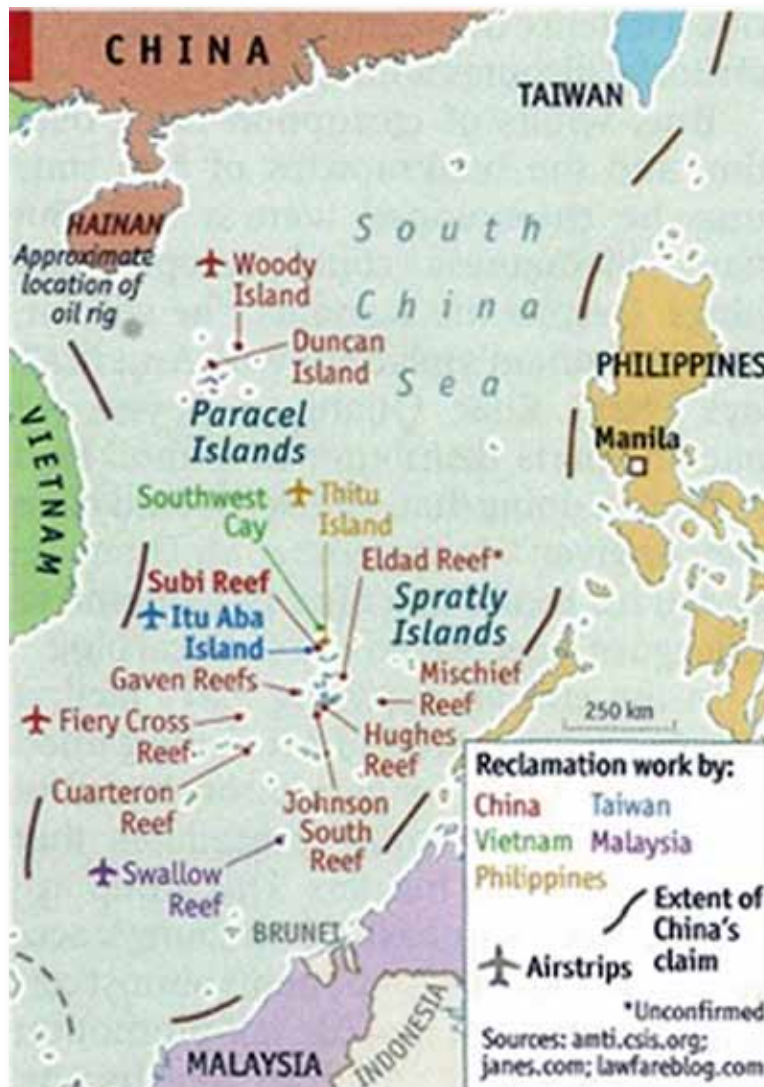 CHINA
TAIWAN
HAINAN
Approximate
location of
oil rig
South
China
Sea
Woody
Island
Duncan
Island
Paracel
Islands
PHILIPPINES
Manila
VIETNAM
Southwest
Cay
Thitu
Island
Eldad Reef*
Subi Reef
Itu Aba
Island
Spratly
Islands
Gaven Reefs
Mischief
Reef
Fiery Cross
Reef
Hughes
Reef
Cuarteron
Reef
Johnson
South
Reef
Swallow
Reef
250 km
BRUNEI
MALAYSIA
INDONESIA
Reclamation work by:
China Taiwan
Vietnam Malaysia
Philippines
Extent of
China's
claim
Airstrips
*Unconfirmed
Sources: amti.csis.org;
janes.com; lawfareblog.com